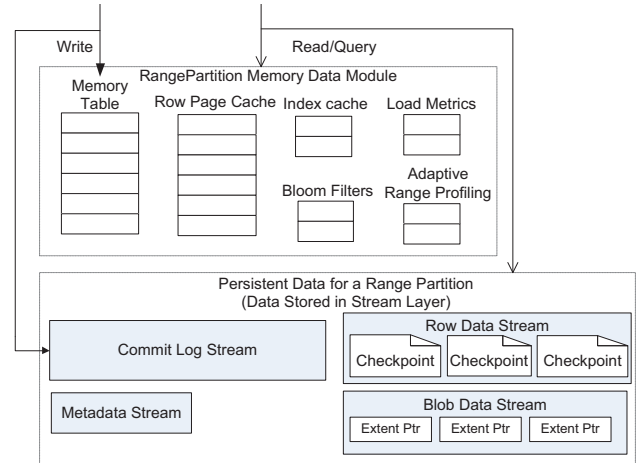 Write
Read/Query
RangePartition Memory Data Module
Memory
Table
Row Page Cache
Index cache
Load Metrics
Bloom Filters
Adaptive
Range Profiling
Persistent Data for a Range Partition
(Data Stored in Stream Layer)
Commit Log Stream
Row Data Stream
Checkpoint
Checkpoint
Checkpoint
Metadata Stream
Blob Data Stream
Extent Ptr
Extent Ptr
Extent Ptr